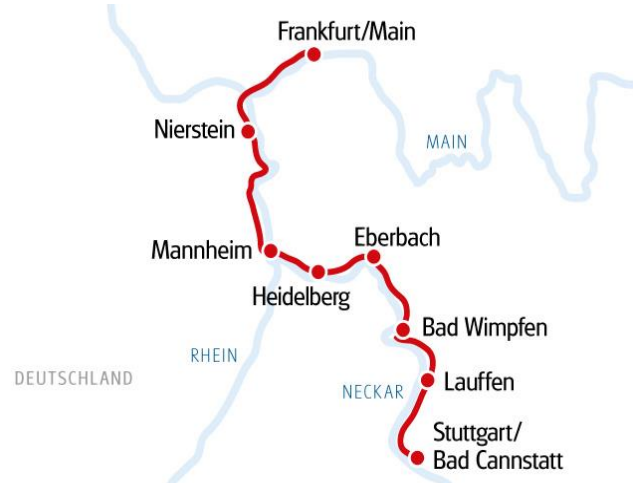 Frankfurt/Main
Nierstein
MAIN
Eberbach
Mannheim
Heidelberg
Bad Wimpfen
RHEIN
DEUTSCHLAND
NECKAR
Lauffen
Stuttgart/
Bad Cannstatt